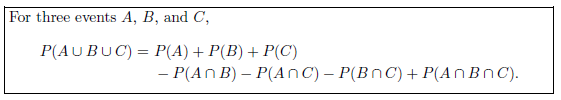 For three events A, B, and C,
P(A ∪ B ∪ C) = P(A) + P(B) + P(C)
− P(A ∩ B) − P(A ∩ C) − P(B ∩ C) + P(A ∩ B ∩ C).